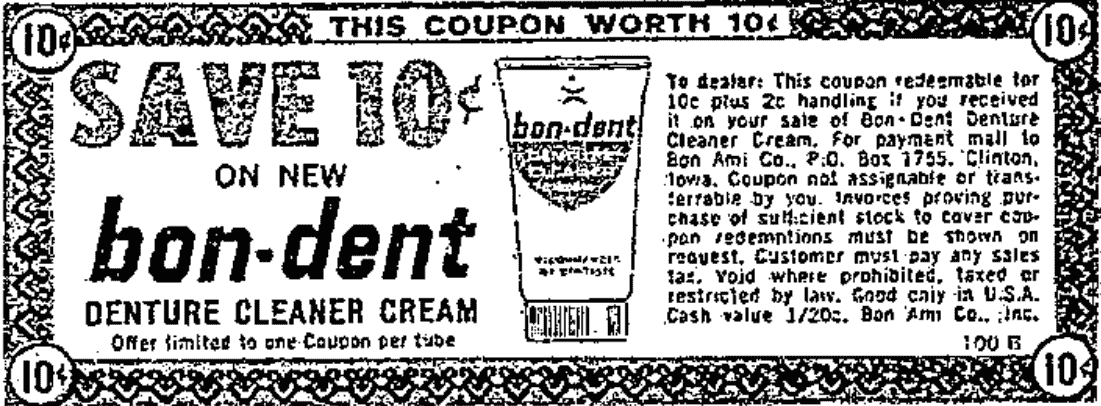 THIS COUPON WORTH 10¢
10¢
10¢
SAVE 10¢
ON NEW
bon-dent
DENTURE CLEANER CREAM
Offer limited to one Coupon per tube
bon-dent
To dealer: This coupon redeemable for
10c plus 2c handling if you received
it on your sale of Bon-Dent Denture
Cleaner Cream. For payment mail to
Bon Ami Co., P.O. Box 1755, Clinton,
Iowa. Coupon not assignable or trans-
ferrable by you. Invoices proving pur-
chase of sufficient stock to cover cou-
pon redemntions must be shown on
request. Customer must pay any sales
tax. Void where prohibited, taxed or
restricted by law. Good only in U.S.A.
Cash value 1/20c. Bon Ami Co., Inc.
100 B
10¢
10¢